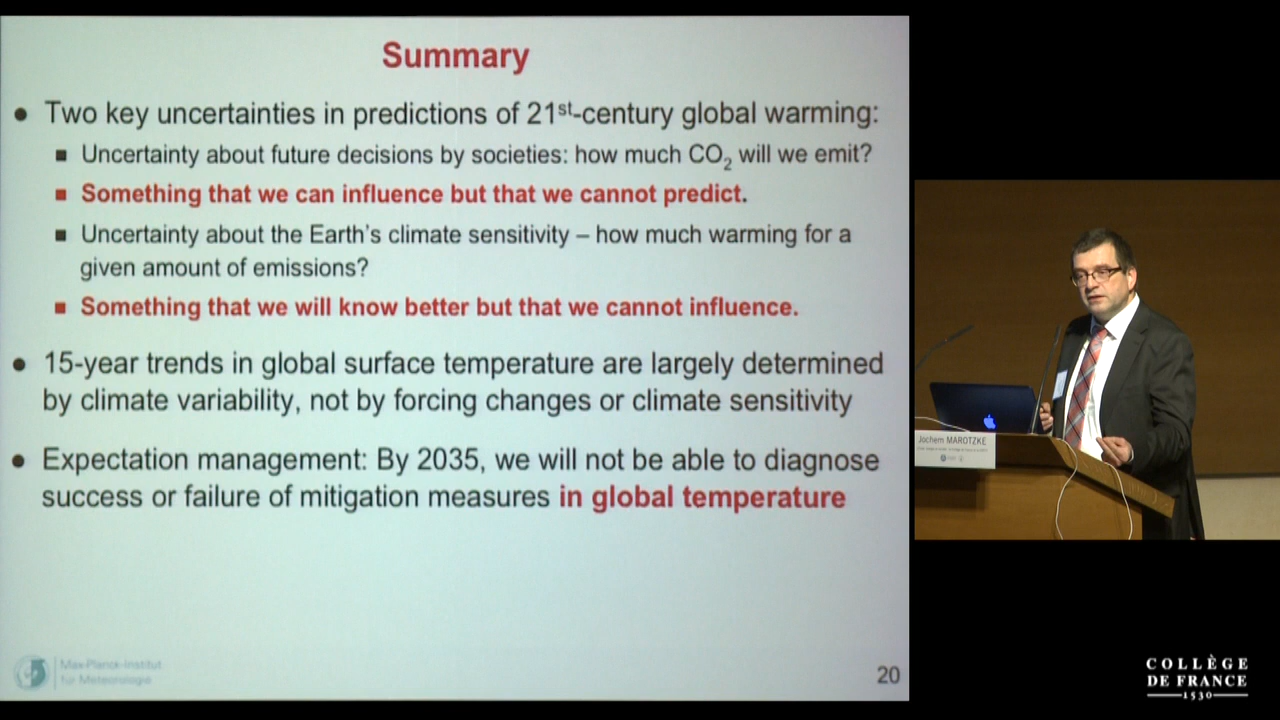 Summary
● Two key uncertainties in predictions of 21st-century global warming:
■ Uncertainty about future decisions by societies: how much CO2 will we emit?
■ Something that we can influence but that we cannot predict.
■ Uncertainty about the Earth's climate sensitivity – how much warming for a
given amount of emissions?
■ Something that we will know better but that we cannot influence.
● 15-year trends in global surface temperature are largely determined
by climate variability, not by forcing changes or climate sensitivity
● Expectation management: By 2035, we will not be able to diagnose
success or failure of mitigation measures in global temperature
Max-Planck-Institut
für Meteorologie
20
Jochem MAROTZKE
COLLÈGE
DE FRANCE
1530